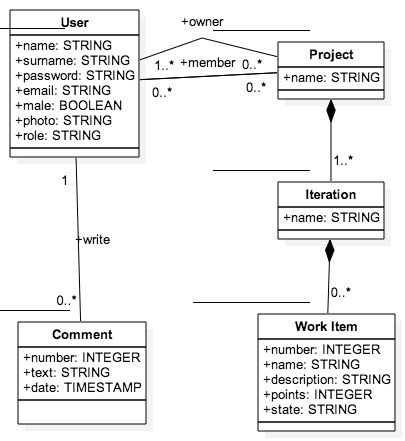 User
+name: STRING
+surname: STRING
+password: STRING
+email: STRING
+male: BOOLEAN
+photo: STRING
+role: STRING
+owner
1..*
+member
0..*
0..*
0..*
Project
+name: STRING
1..*
Iteration
+name: STRING
0..*
Work Item
+number: INTEGER
+name: STRING
+description: STRING
+points: INTEGER
+state: STRING
1
+write
0..*
Comment
+number: INTEGER
+text: STRING
+date: TIMESTAMP